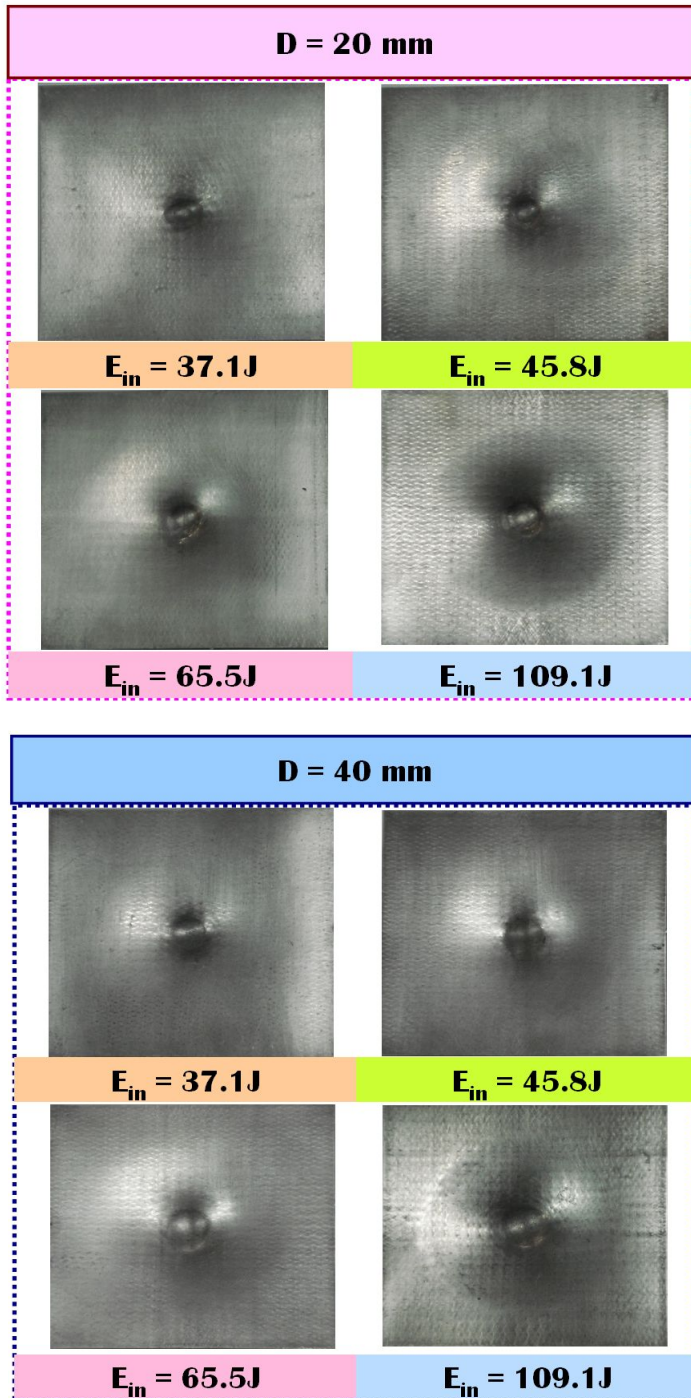 D = 20 mm
E_in = 37.1J
E_in = 45.8J
E_in = 65.5J
E_in = 109.1J
D = 40 mm
E_in = 37.1J
E_in = 45.8J
E_in = 65.5J
E_in = 109.1J